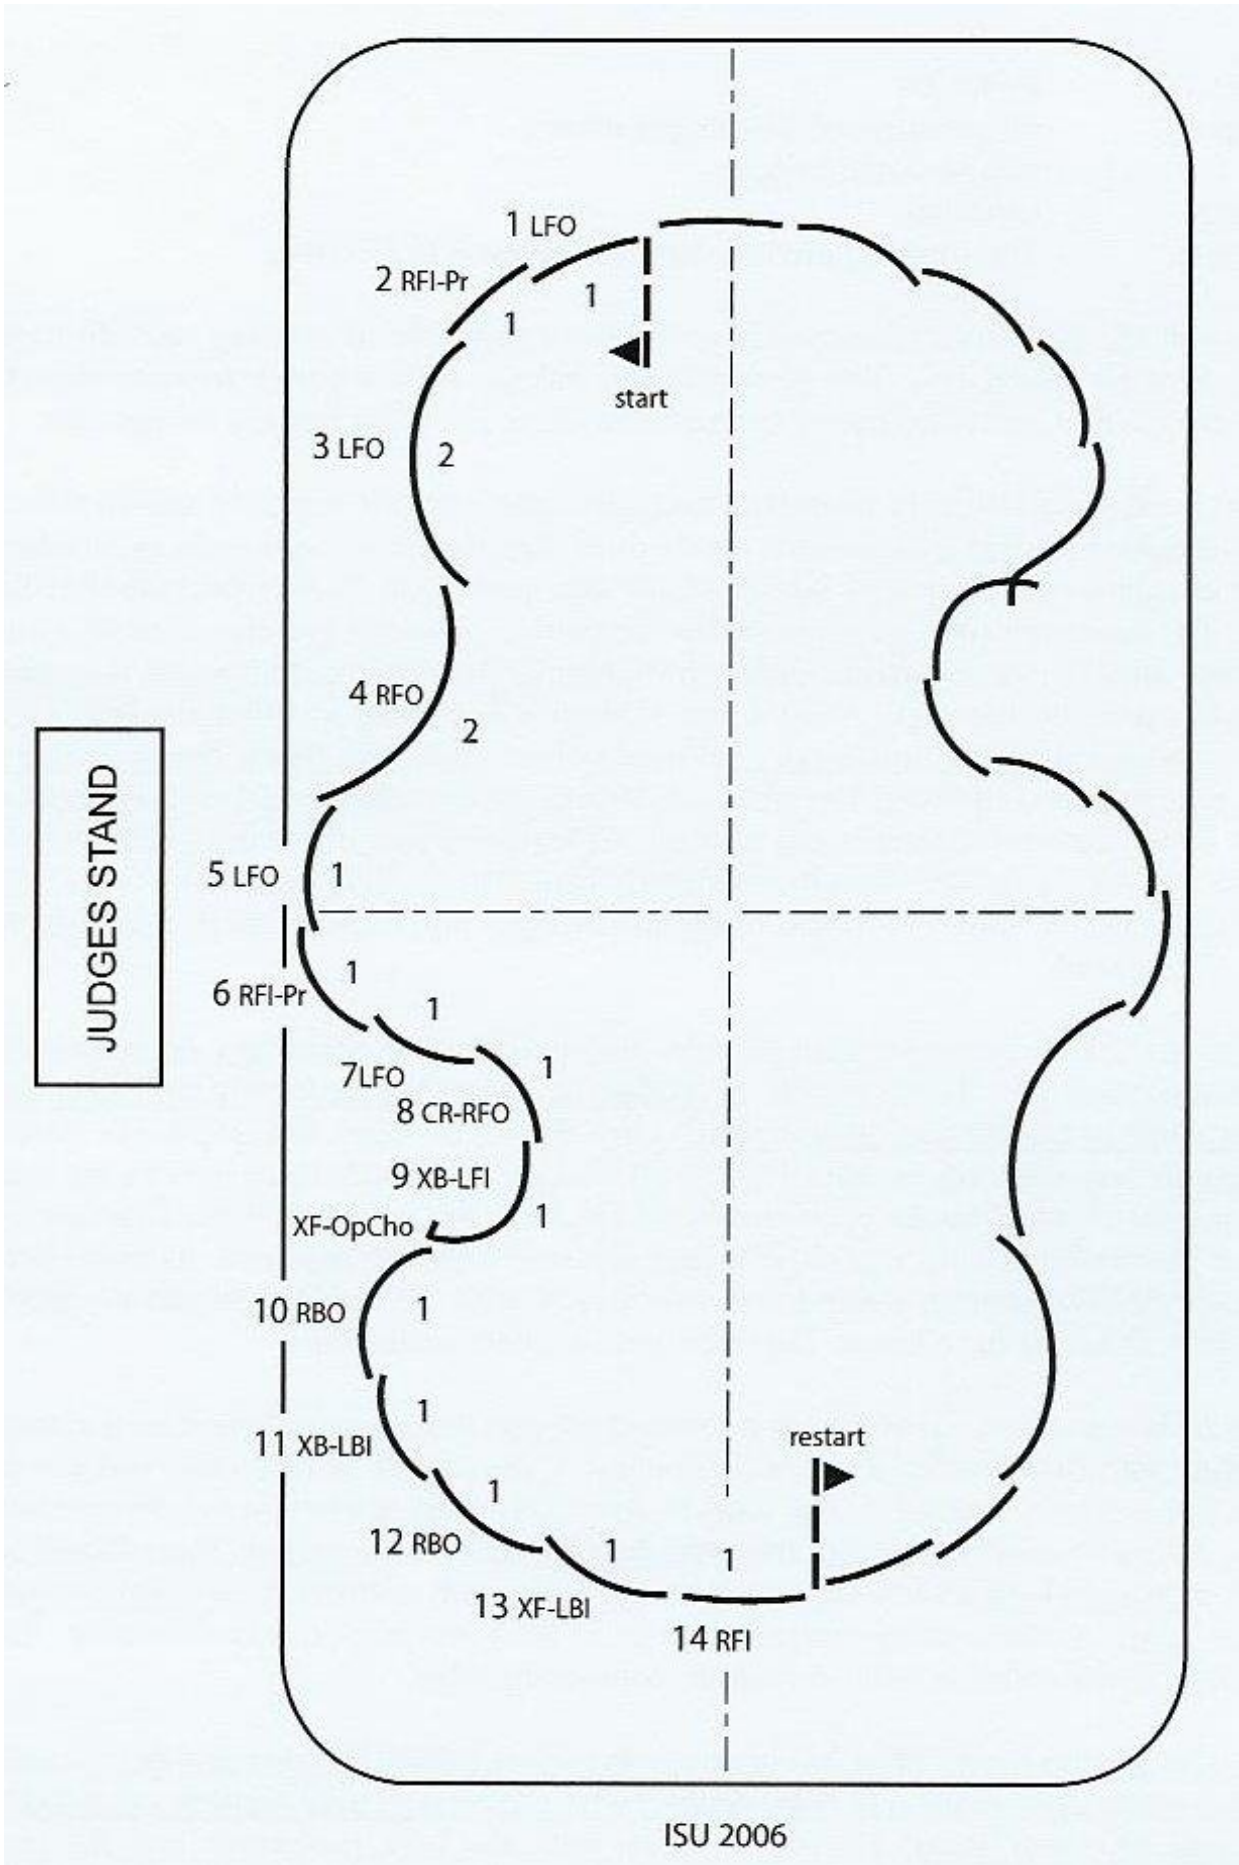 1 LFO
2 RFI-Pr
1
1
start
3 LFO
2
4 RFO
2
JUDGES STAND
5 LFO
1
6 RFI-Pr
1
1
7LFO
1
8 CR-RFO
9 XB-LFI
1
XF-OpCho
10 RBO
1
11 XB-LBI
1
restart
12 RBO
1
13 XF-LBI
1
1
14 RFI
ISU 2006